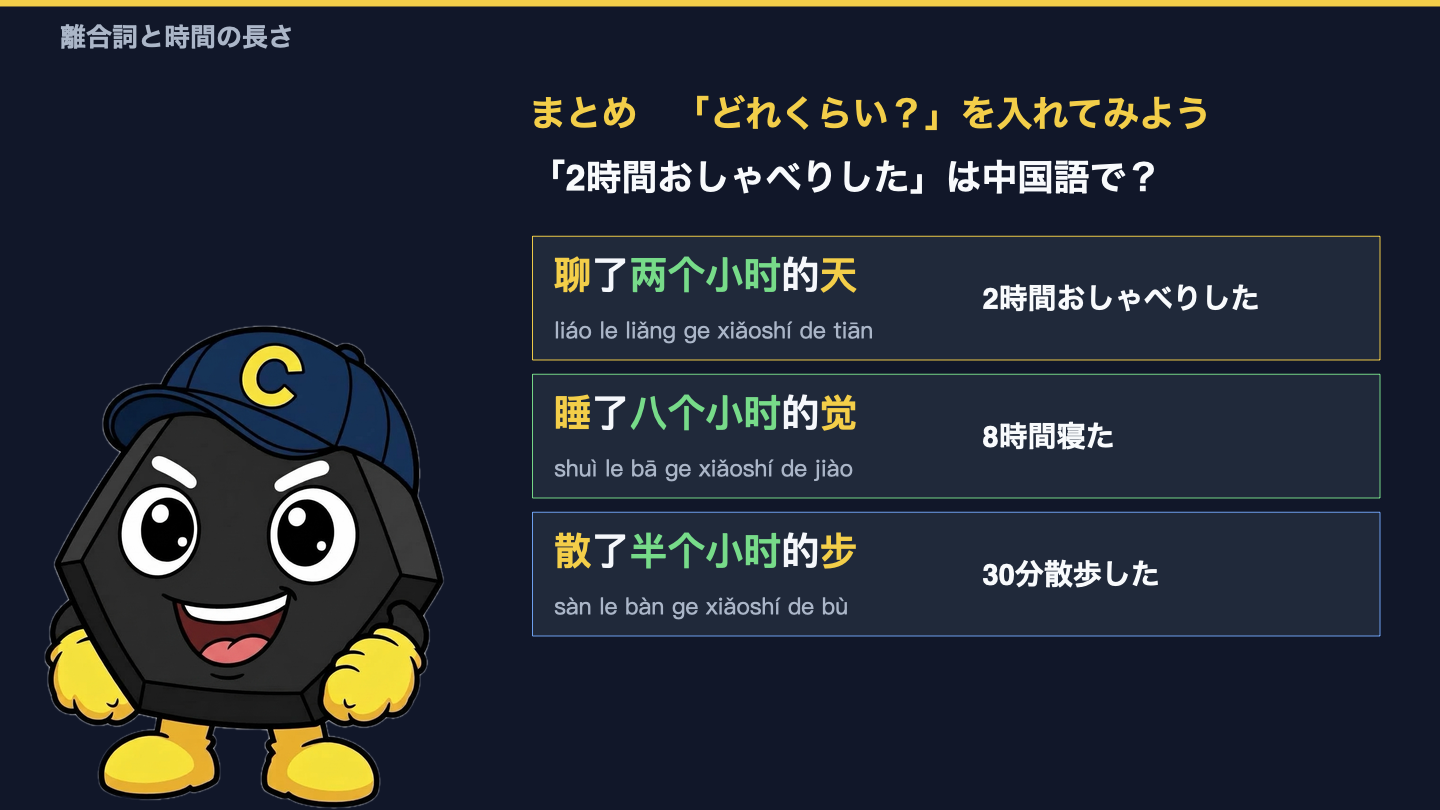 離合詞と時間の長さ
まとめ 「どれくらい？」を入れてみよう
「2時間おしゃべりした」は中国語で？
聊了两个小时的天
liáo le liǎng ge xiǎoshí de tiān
2時間おしゃべりした
睡了八个小时的觉
shuì le bā ge xiǎoshí de jiào
8時間寝た
散了半个小时的步
sàn le bàn ge xiǎoshí de bù
30分散歩した
C